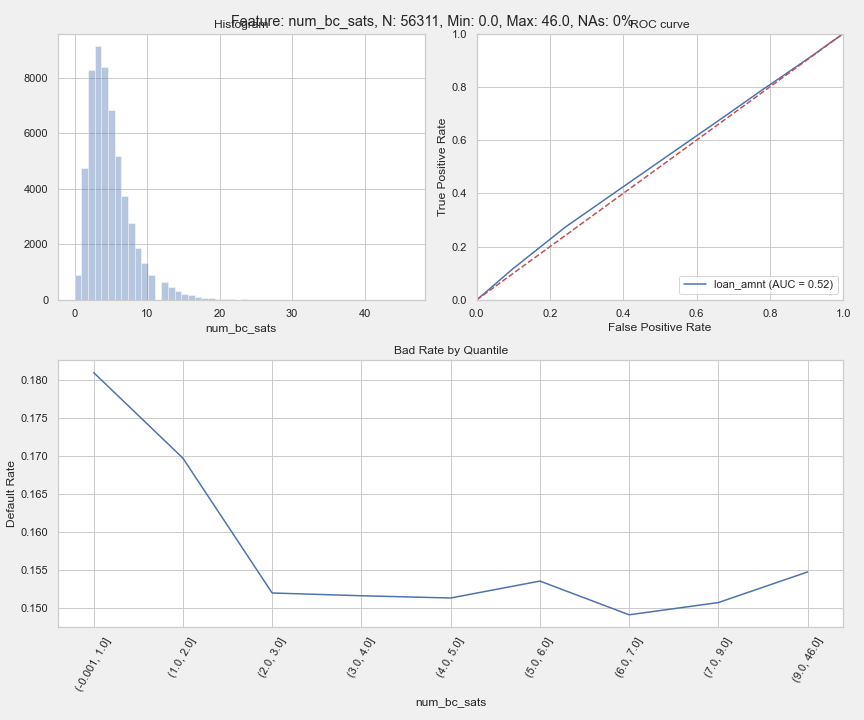 Feature: num_bc_sats, N: 56311, Min: 0.0, Max: 46.0, NAs: 0%
Histogram
8000
6000
4000
2000
0
0 10 20 30 40
num_bc_sats
ROC curve
True Positive Rate
1.0
0.8
0.6
0.4
0.2
0.0
loan_amnt (AUC = 0.52)
0.0 0.2 0.4 0.6 0.8 1.0
False Positive Rate
Bad Rate by Quantile
Default Rate
0.180
0.175
0.170
0.165
0.160
0.155
0.150
(-0.001, 1.0]
(1.0, 2.0]
(2.0, 3.0]
(3.0, 4.0]
(4.0, 5.0]
(5.0, 6.0]
(6.0, 7.0]
(7.0, 9.0]
(9.0, 46.0]
num_bc_sats